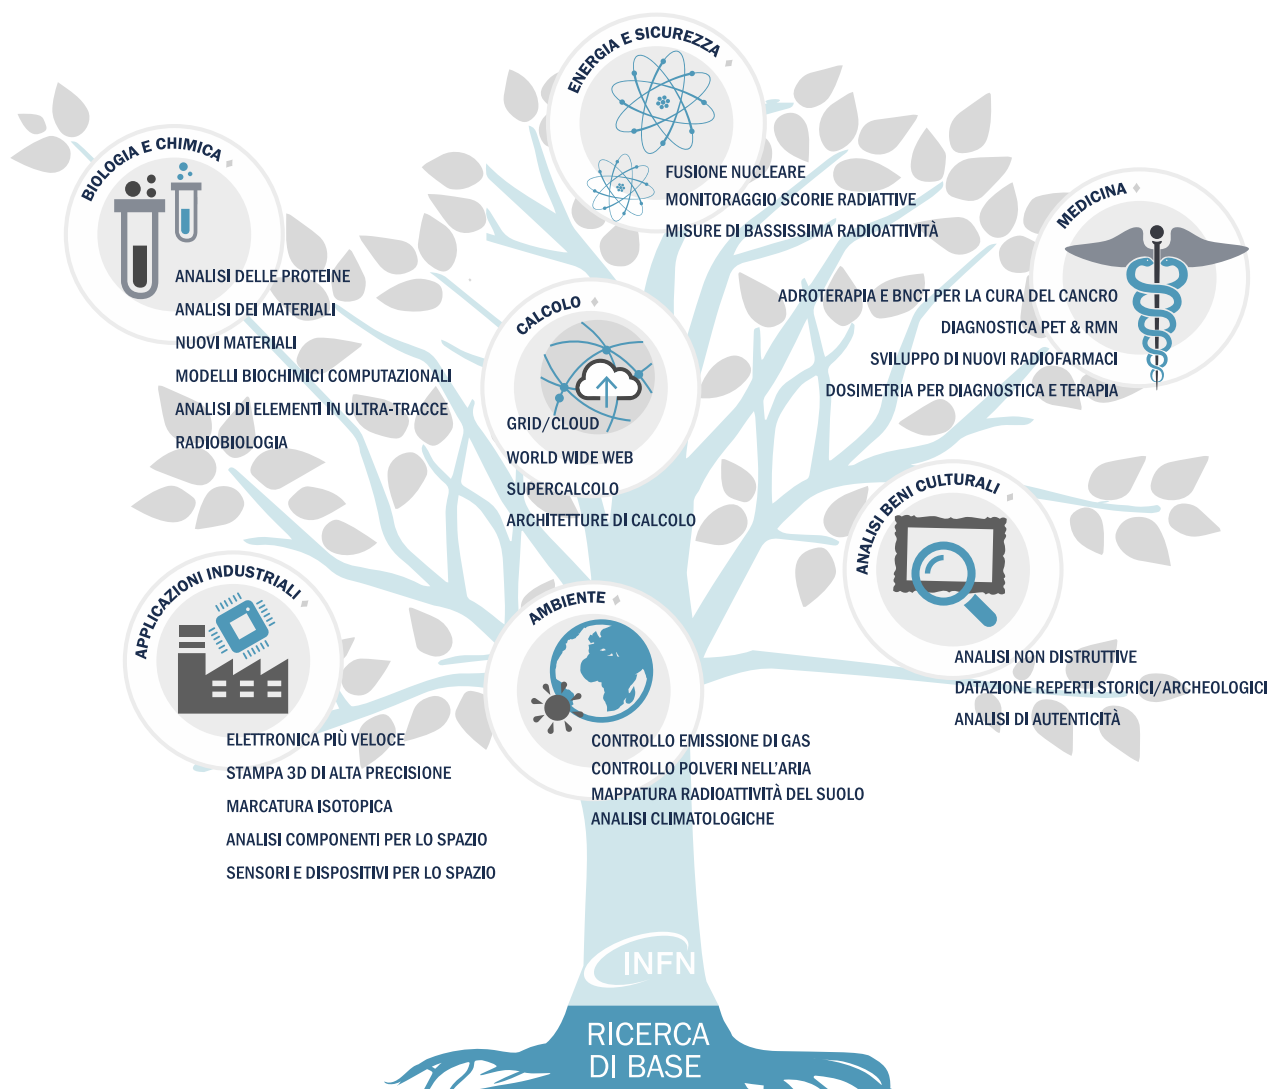 ENERGIA E SICUREZZA
FUSIONE NUCLEARE
MONITORAGGIO SCORIE RADIATTIVE
MISURE DI BASSISSIMA RADIOATTIVITÀ
BIOLOGIA E CHIMICA
ANALISI DELLE PROTEINE
ANALISI DEI MATERIALI
NUOVI MATERIALI
MODELLI BIOCHIMICI COMPUTAZIONALI
ANALISI DI ELEMENTI IN ULTRA-TRACCE
RADIOBIOLOGIA
MEDICINA
ADROTERAPIA E BNCT PER LA CURA DEL CANCRO
DIAGNOSTICA PET & RMN
SVILUPPO DI NUOVI RADIOFARMACI
DOSIMETRIA PER DIAGNOSTICA E TERAPIA
CALCOLO
GRID/CLOUD
WORLD WIDE WEB
SUPERCALCOLO
ARCHITETTURE DI CALCOLO
ANALISI BENI CULTURALI
ANALISI NON DISTRUTTIVE
DATAZIONE REPERTI STORICI/ARCHEOLOGICI
ANALISI DI AUTENTICITÀ
APPLICAZIONI INDUSTRIALI
ELETTRONICA PIÙ VELOCE
STAMPA 3D DI ALTA PRECISIONE
MARCATURA ISOTOPICA
ANALISI COMPONENTI PER LO SPAZIO
SENSORI E DISPOSITIVI PER LO SPAZIO
AMBIENTE
CONTROLLO EMISSIONE DI GAS
CONTROLLO POLVERI NELL'ARIA
MAPPATURA RADIOATTIVITÀ DEL SUOLO
ANALISI CLIMATOLOGICHE
INFN
RICERCA
DI BASE